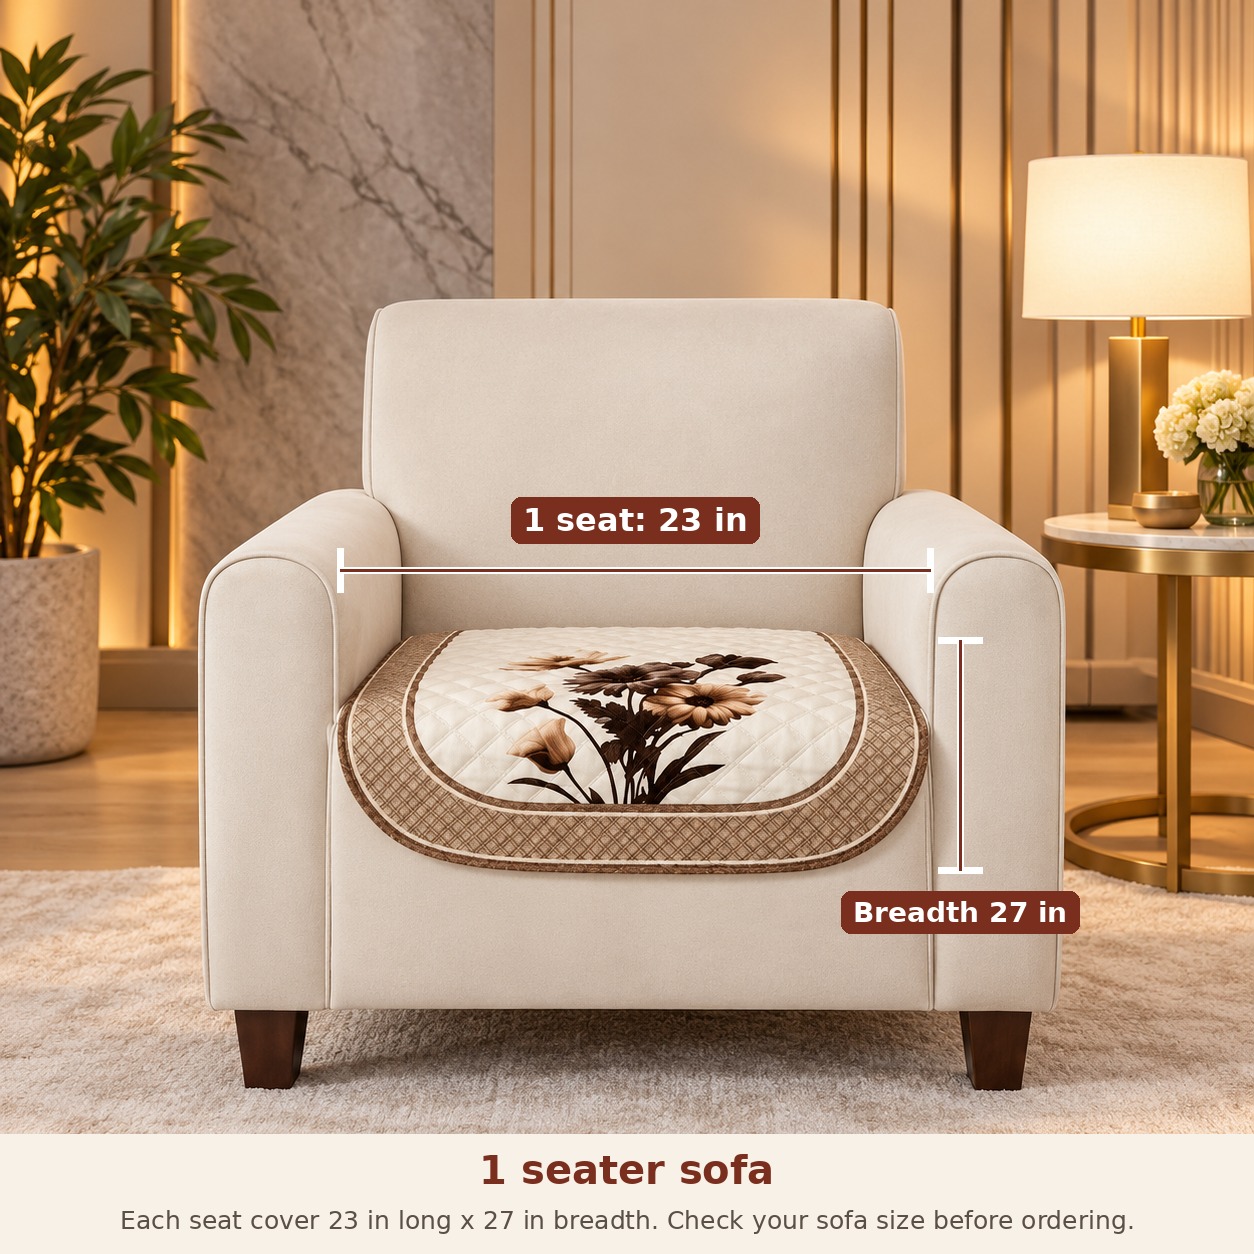 1 seat: 23 in
Breadth 27 in
1 seater sofa
Each seat cover 23 in long x 27 in breadth. Check your sofa size before ordering.